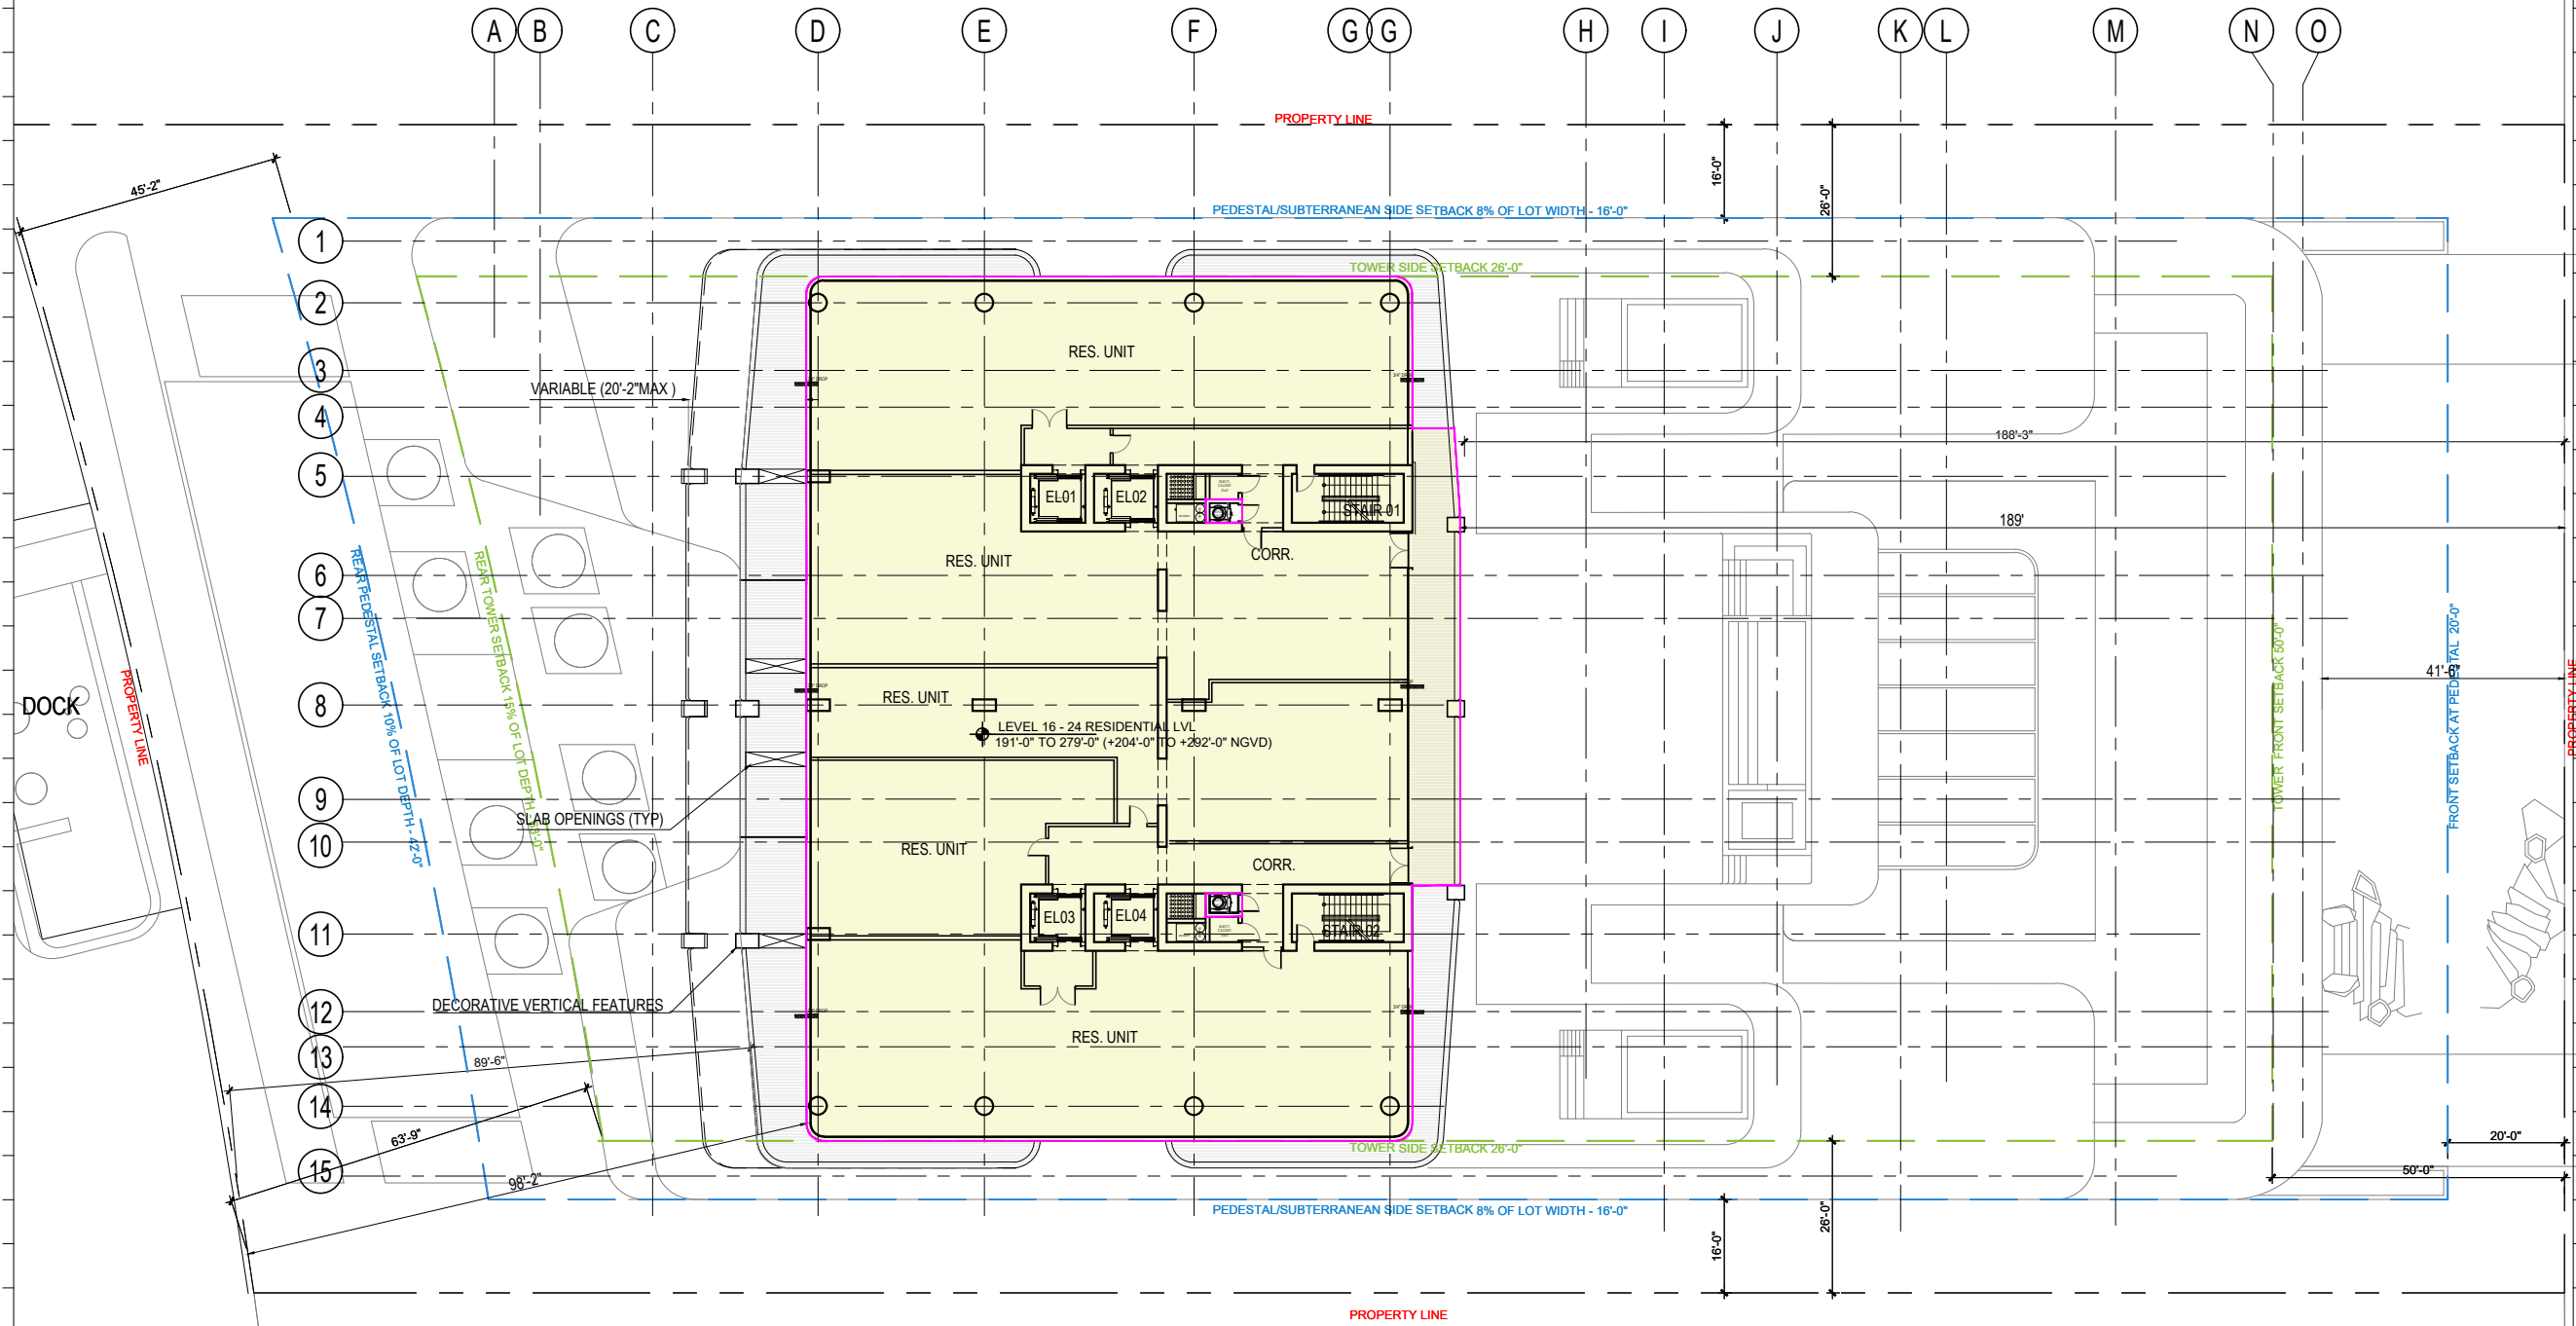 A B C D E F G G H I J K L M N O
PROPERTY LINE
45'-2"
16'-0"
26'-0"
PEDESTAL/SUBTERRANEAN SIDE SETBACK 8% OF LOT WIDTH - 16'-0"
1
TOWER SIDE SETBACK 26'-0"
2
RES. UNIT
3
VARIABLE (20'-2"MAX )
4
188'-3"
5
EL01
EL02
STAIR 01
189'
CORR.
RES. UNIT
6
7
REAR PEDESTAL SETBACK 10% OF LOT DEPTH - 42'-0"
REAR TOWER SETBACK 15% OF LOT DEPTH - 63'-0"
PROPERTY LINE
DOCK
8
RES. UNIT
LEVEL 16 - 24 RESIDENTIAL LVL
191'-0" TO 279'-0" (+204'-0" TO +292'-0" NGVD)
TOWER FRONT SETBACK 50'-0"
FRONT SETBACK AT PEDESTAL 20'-0"
41'-6"
PROPERTY LINE
9
SLAB OPENINGS (TYP)
10
RES. UNIT
CORR.
EL03
EL04
STAIR 02
11
DECORATIVE VERTICAL FEATURES
12
RES. UNIT
13
89'-6"
14
63'-9"
TOWER SIDE SETBACK 26'-0"
20'-0"
15
98'-2"
50'-0"
PEDESTAL/SUBTERRANEAN SIDE SETBACK 8% OF LOT WIDTH - 16'-0"
16'-0"
26'-0"
PROPERTY LINE